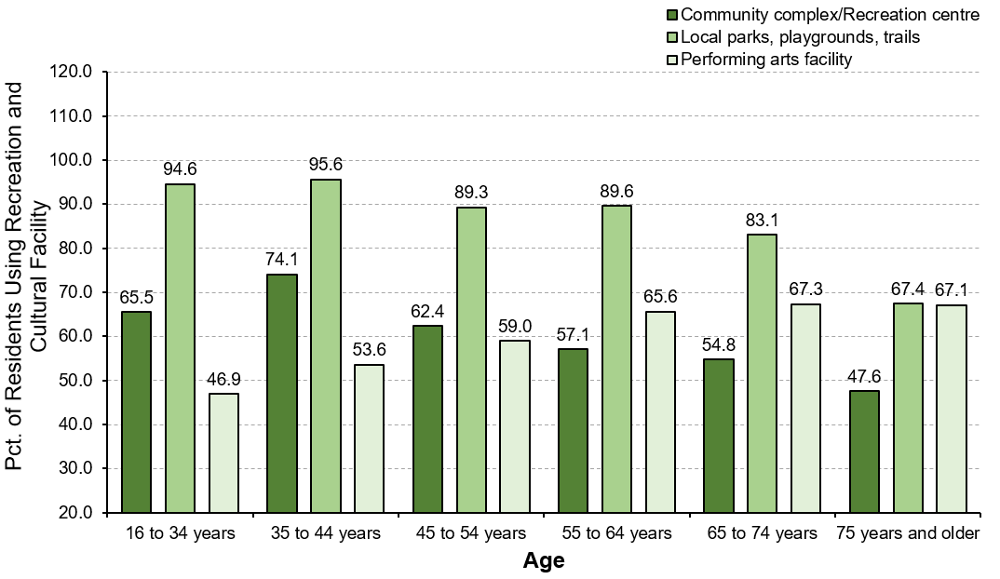 Community complex/Recreation centre
Local parks, playgrounds, trails
Performing arts facility
Pct. of Residents Using Recreation and
Cultural Facility
120.0
110.0
100.0
90.0
80.0
70.0
60.0
50.0
40.0
30.0
20.0
65.5
94.6
46.9
74.1
95.6
53.6
62.4
89.3
59.0
57.1
89.6
65.6
54.8
83.1
67.3
47.6
67.4
67.1
16 to 34 years
35 to 44 years
45 to 54 years
55 to 64 years
65 to 74 years
75 years and older
Age